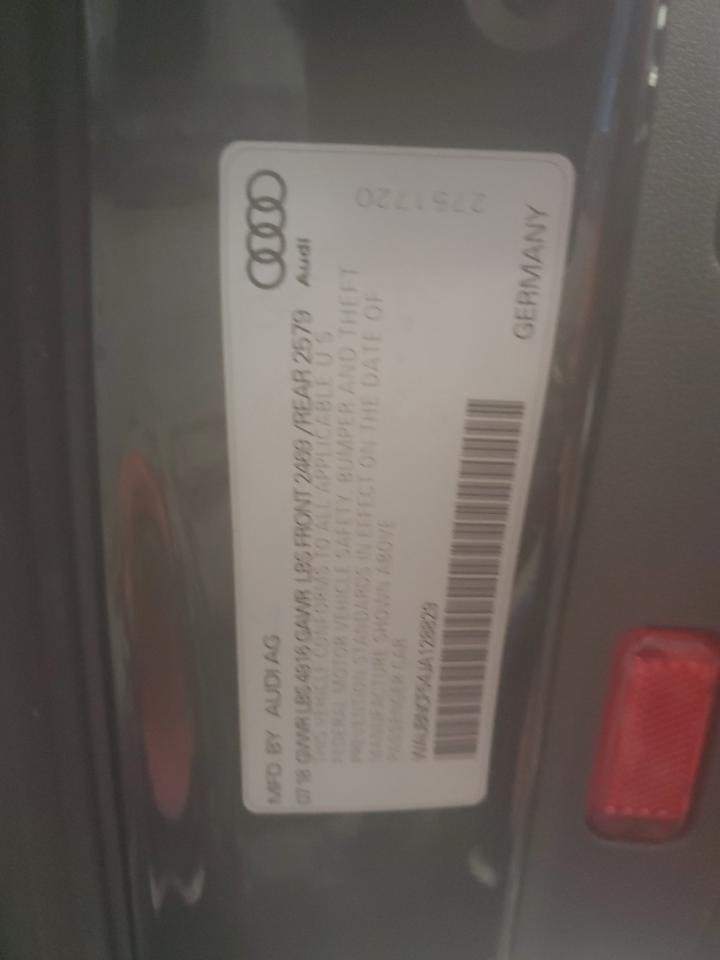 Audi
MFD BY AUDI AG
07'18 GVWR LBS 4916 GAWR LBS FRONT 2469 /REAR 2579
THIS VEHICLE CONFORMS TO ALL APPLICABLE U S
FEDERAL MOTOR VEHICLE SAFETY, BUMPER AND THEFT
PREVENTION STANDARDS IN EFFECT ON THE DATE OF
MANUFACTURE SHOWN ABOVE
PASSENGER CAR
GERMANY
2751720